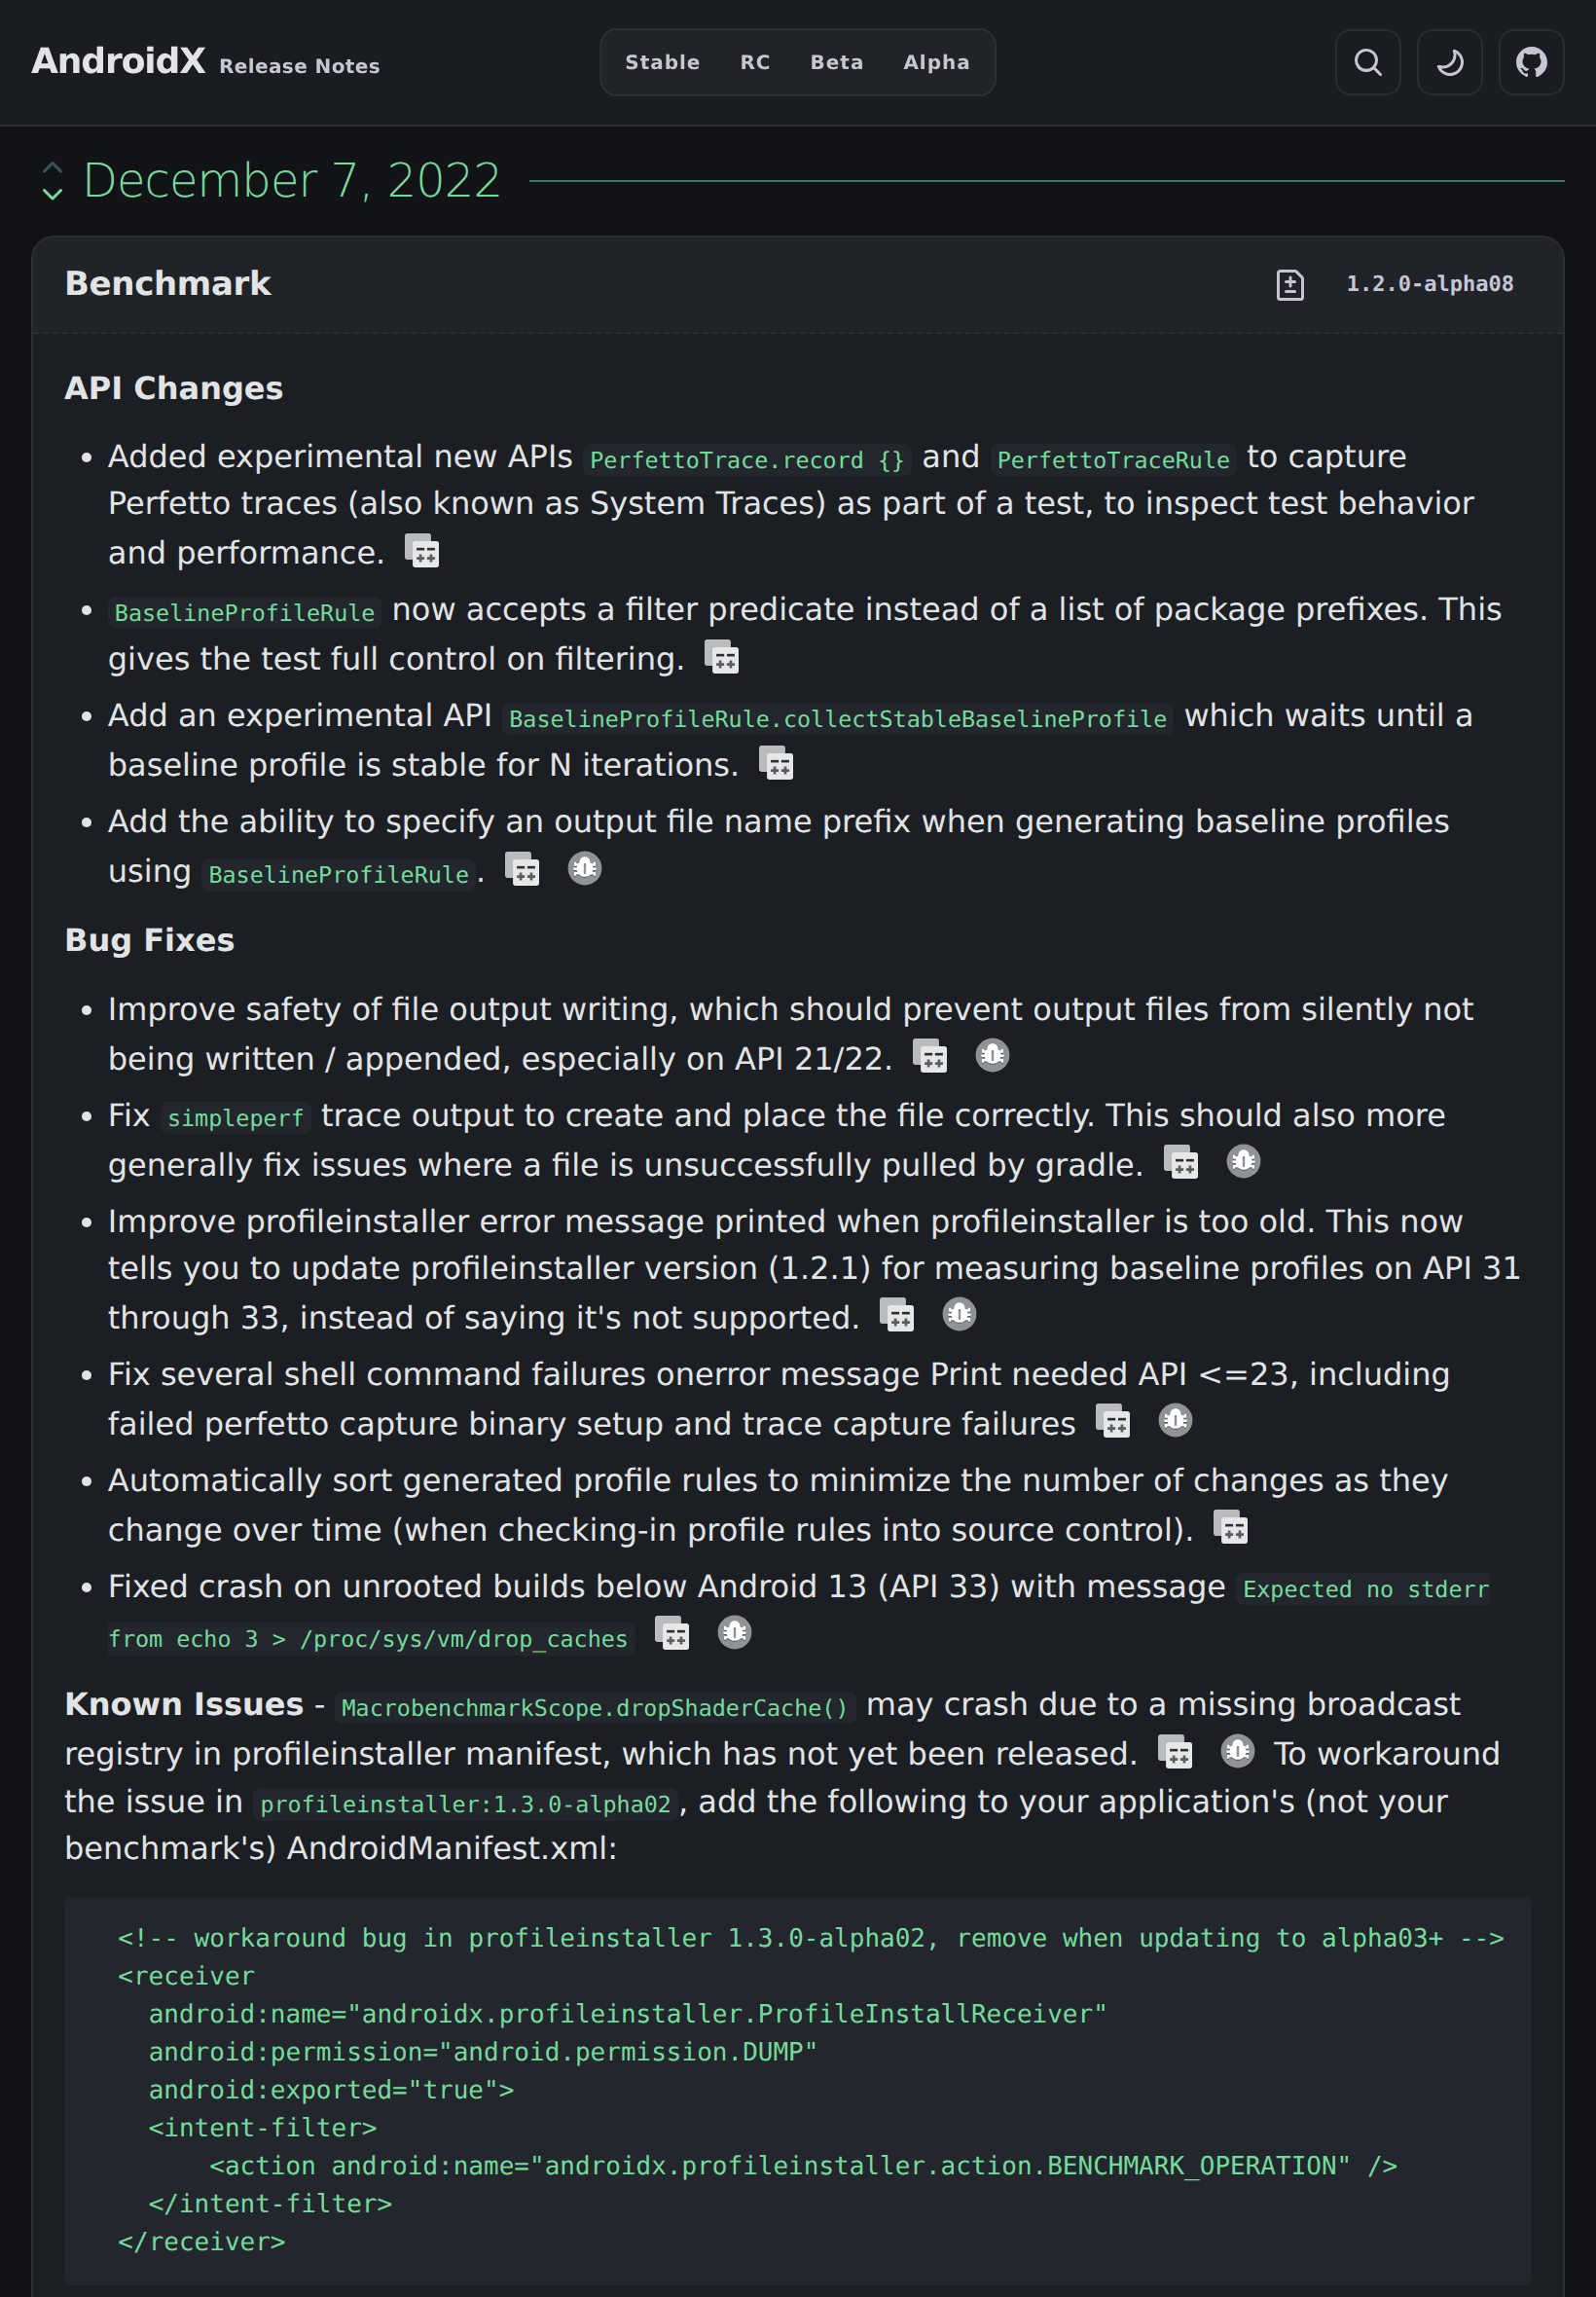 AndroidX Release Notes
Stable RC Beta Alpha
December 7, 2022
Benchmark
1.2.0-alpha08
API Changes
• Added experimental new APIs PerfettoTrace.record {} and PerfettoTraceRule to capture
Perfetto traces (also known as System Traces) as part of a test, to inspect test behavior
and performance.
• BaselineProfileRule now accepts a filter predicate instead of a list of package prefixes. This
gives the test full control on filtering.
• Add an experimental API BaselineProfileRule.collectStableBaselineProfile which waits until a
baseline profile is stable for N iterations.
• Add the ability to specify an output file name prefix when generating baseline profiles
using BaselineProfileRule.
Bug Fixes
• Improve safety of file output writing, which should prevent output files from silently not
being written / appended, especially on API 21/22.
• Fix simpleperf trace output to create and place the file correctly. This should also more
generally fix issues where a file is unsuccessfully pulled by gradle.
• Improve profileinstaller error message printed when profileinstaller is too old. This now
tells you to update profileinstaller version (1.2.1) for measuring baseline profiles on API 31
through 33, instead of saying it's not supported.
• Fix several shell command failures onerror message Print needed API <=23, including
failed perfetto capture binary setup and trace capture failures
• Automatically sort generated profile rules to minimize the number of changes as they
change over time (when checking-in profile rules into source control).
• Fixed crash on unrooted builds below Android 13 (API 33) with message Expected no stderr
from echo 3 > /proc/sys/vm/drop_caches
Known Issues - MacrobenchmarkScope.dropShaderCache() may crash due to a missing broadcast
registry in profileinstaller manifest, which has not yet been released. To workaround
the issue in profileinstaller:1.3.0-alpha02, add the following to your application's (not your
benchmark's) AndroidManifest.xml:
<!-- workaround bug in profileinstaller 1.3.0-alpha02, remove when updating to alpha03+ -->
<receiver
android:name="androidx.profileinstaller.ProfileInstallReceiver"
android:permission="android.permission.DUMP"
android:exported="true">
<intent-filter>
<action android:name="androidx.profileinstaller.action.BENCHMARK_OPERATION" />
</intent-filter>
</receiver>